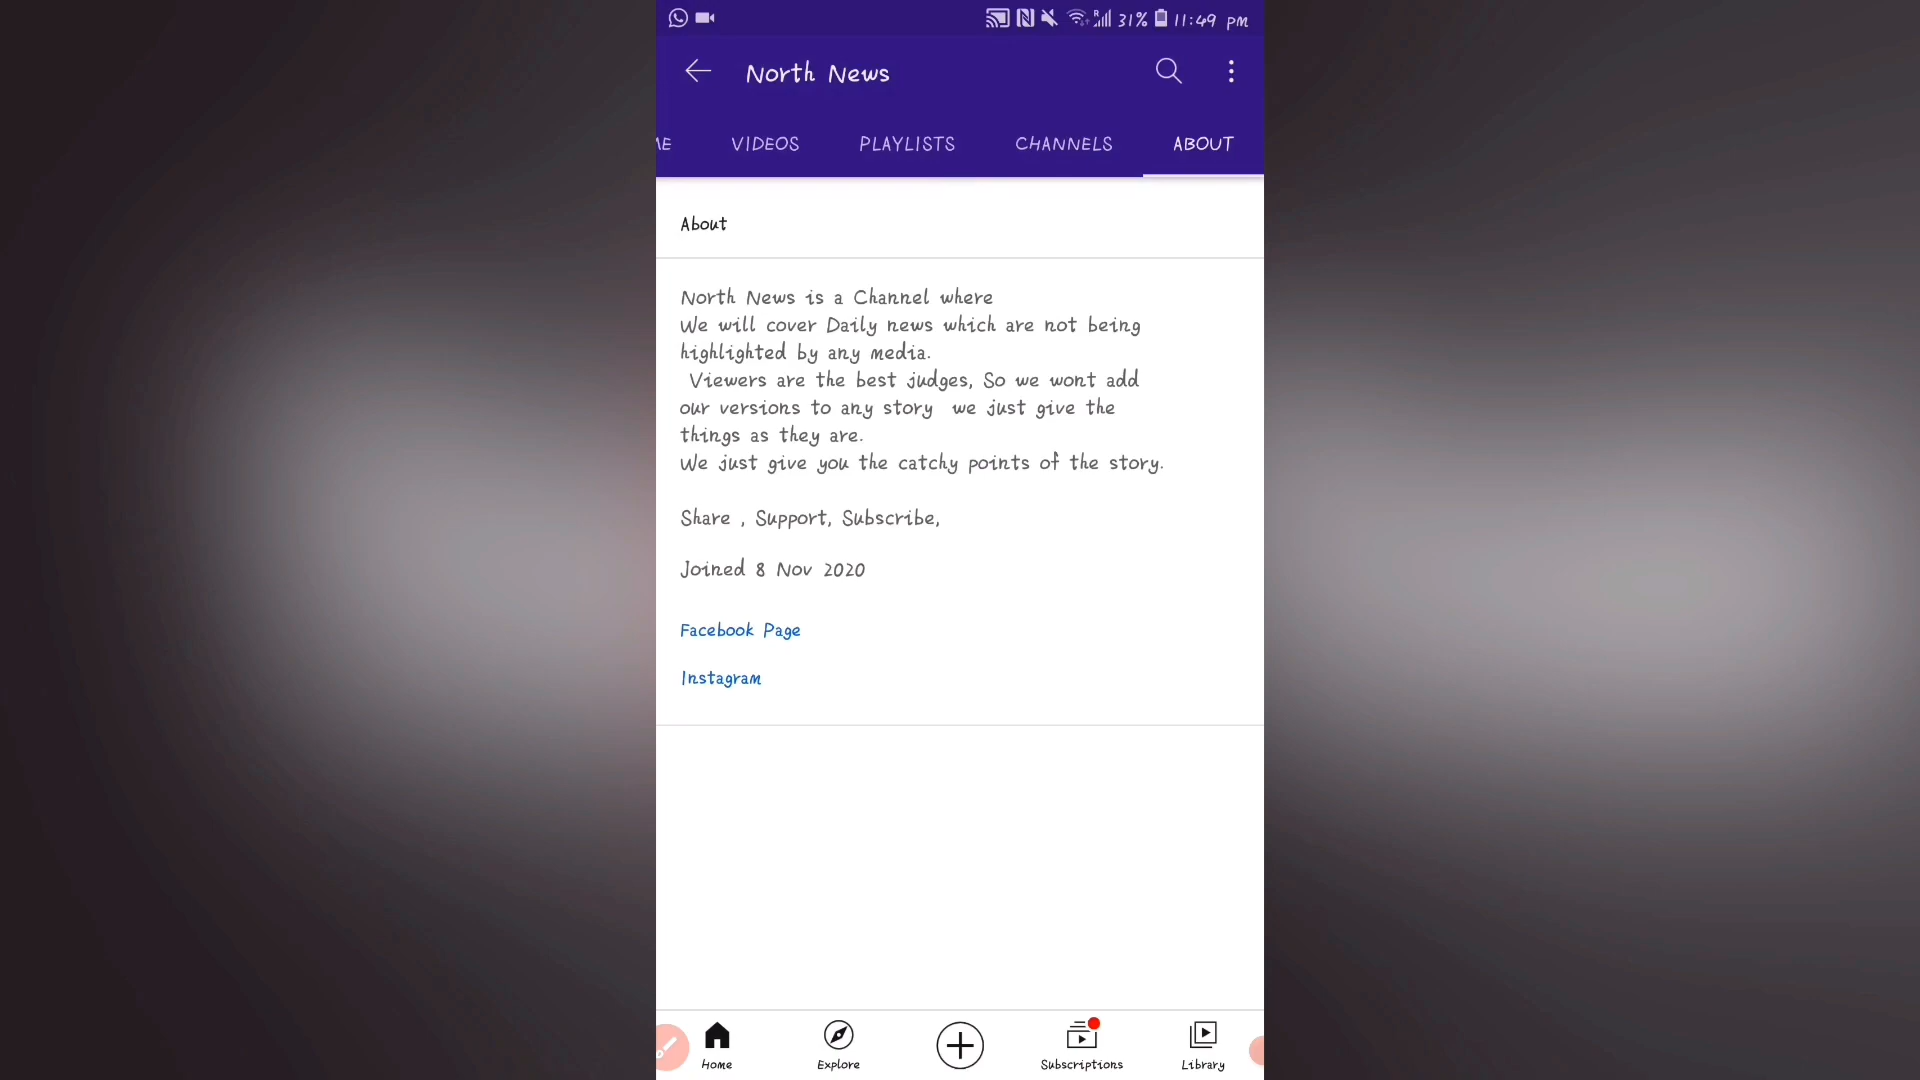 31% 11:49 pm
North News
ME VIDEOS PLAYLISTS CHANNELS ABOUT
About
North News is a Channel where
We will cover Daily news which are not being
highlighted by any media.
Viewers are the best judges, So we wont add
our versions to any story we just give the
things as they are.
We just give you the catchy points of the story.
Share , Support, Subscribe,
Joined 8 Nov 2020
Facebook Page
Instagram
Home Explore Subscriptions Library